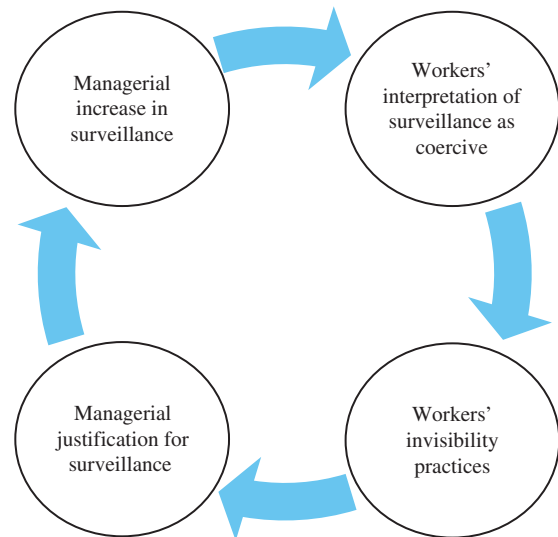 Managerial
increase in
surveillance
Workers'
interpretation of
surveillance as
coercive
Workers'
invisibility
practices
Managerial
justification for
surveillance